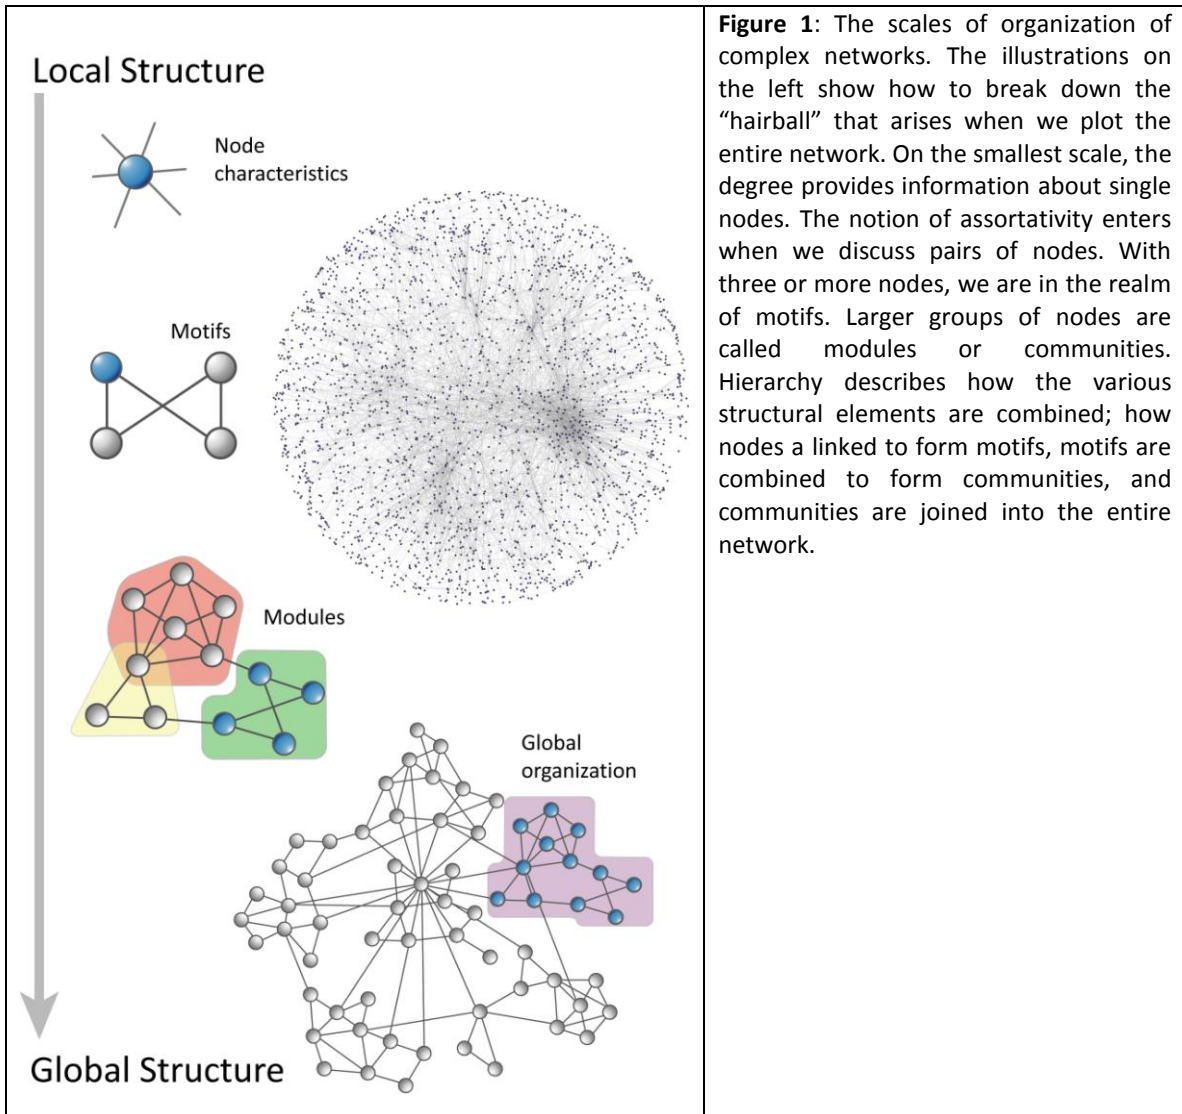 Local Structure
Node
characteristics
Motifs
Modules
Global
organization
Global Structure
Figure 1: The scales of organization of
complex networks. The illustrations on
the left show how to break down the
“hairball” that arises when we plot the
entire network. On the smallest scale, the
degree provides information about single
nodes. The notion of assortativity enters
when we discuss pairs of nodes. With
three or more nodes, we are in the realm
of motifs. Larger groups of nodes are
called modules or communities.
Hierarchy describes how the various
structural elements are combined; how
nodes a linked to form motifs, motifs are
combined to form communities, and
communities are joined into the entire
network.